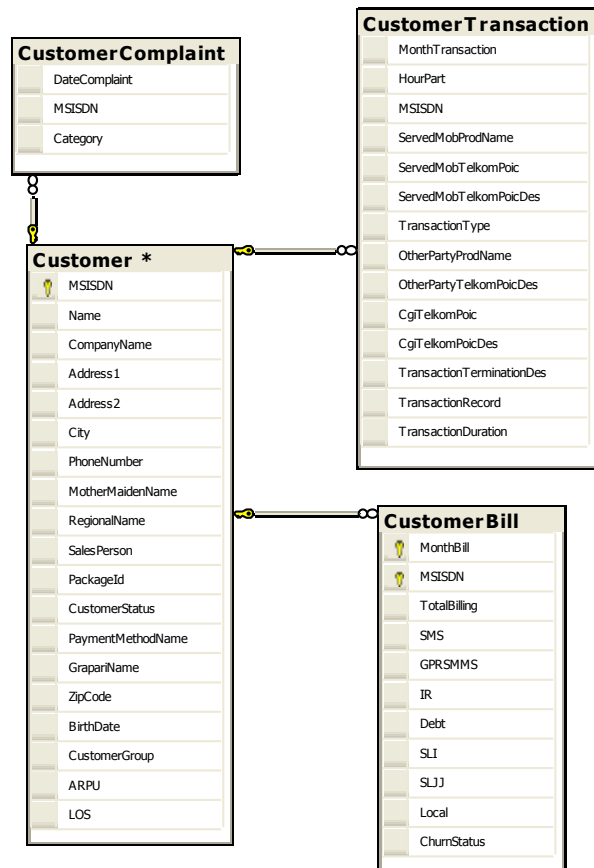 CustomerComplaint
DateComplaint
MSISDN
Category
CustomerTransaction
MonthTransaction
HourPart
MSISDN
ServedMobProdName
ServedMobTelkomPoic
ServedMobTelkomPoicDes
TransactionType
OtherPartyProdName
OtherPartyTelkomPoicDes
CgiTelkomPoic
CgiTelkomPoicDes
TransactionTerminationDes
TransactionRecord
TransactionDuration
Customer *
MSISDN
Name
CompanyName
Address1
Address2
City
PhoneNumber
MotherMaidenName
RegionalName
SalesPerson
PackageId
CustomerStatus
PaymentMethodName
GrapariName
ZipCode
BirthDate
CustomerGroup
ARPU
LOS
CustomerBill
MonthBill
MSISDN
TotalBilling
SMS
GPRSMMS
IR
Debt
SLI
SLJJ
Local
ChurnStatus